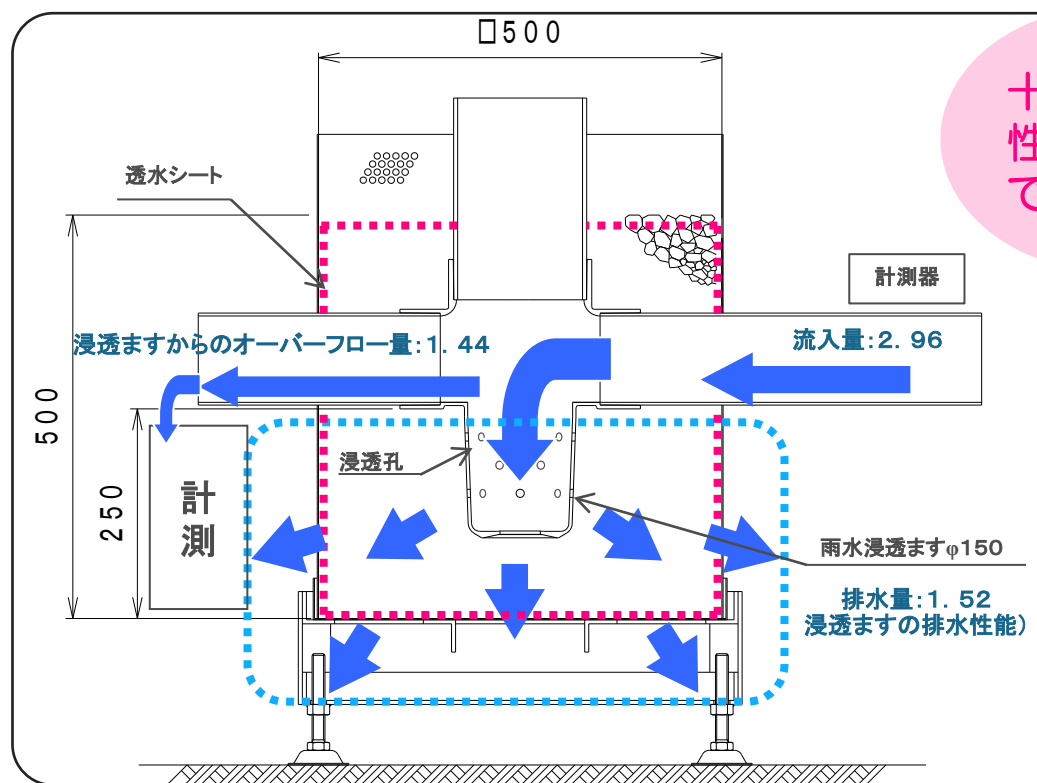 □500
十
性
で
透水シート
計測器
浸透ますからのオーバーフロー量:1.44
流入量:2.96
500
250
浸透孔
計
測
雨水浸透ますφ150
排水量:1.52
浸透ますの排水性能)